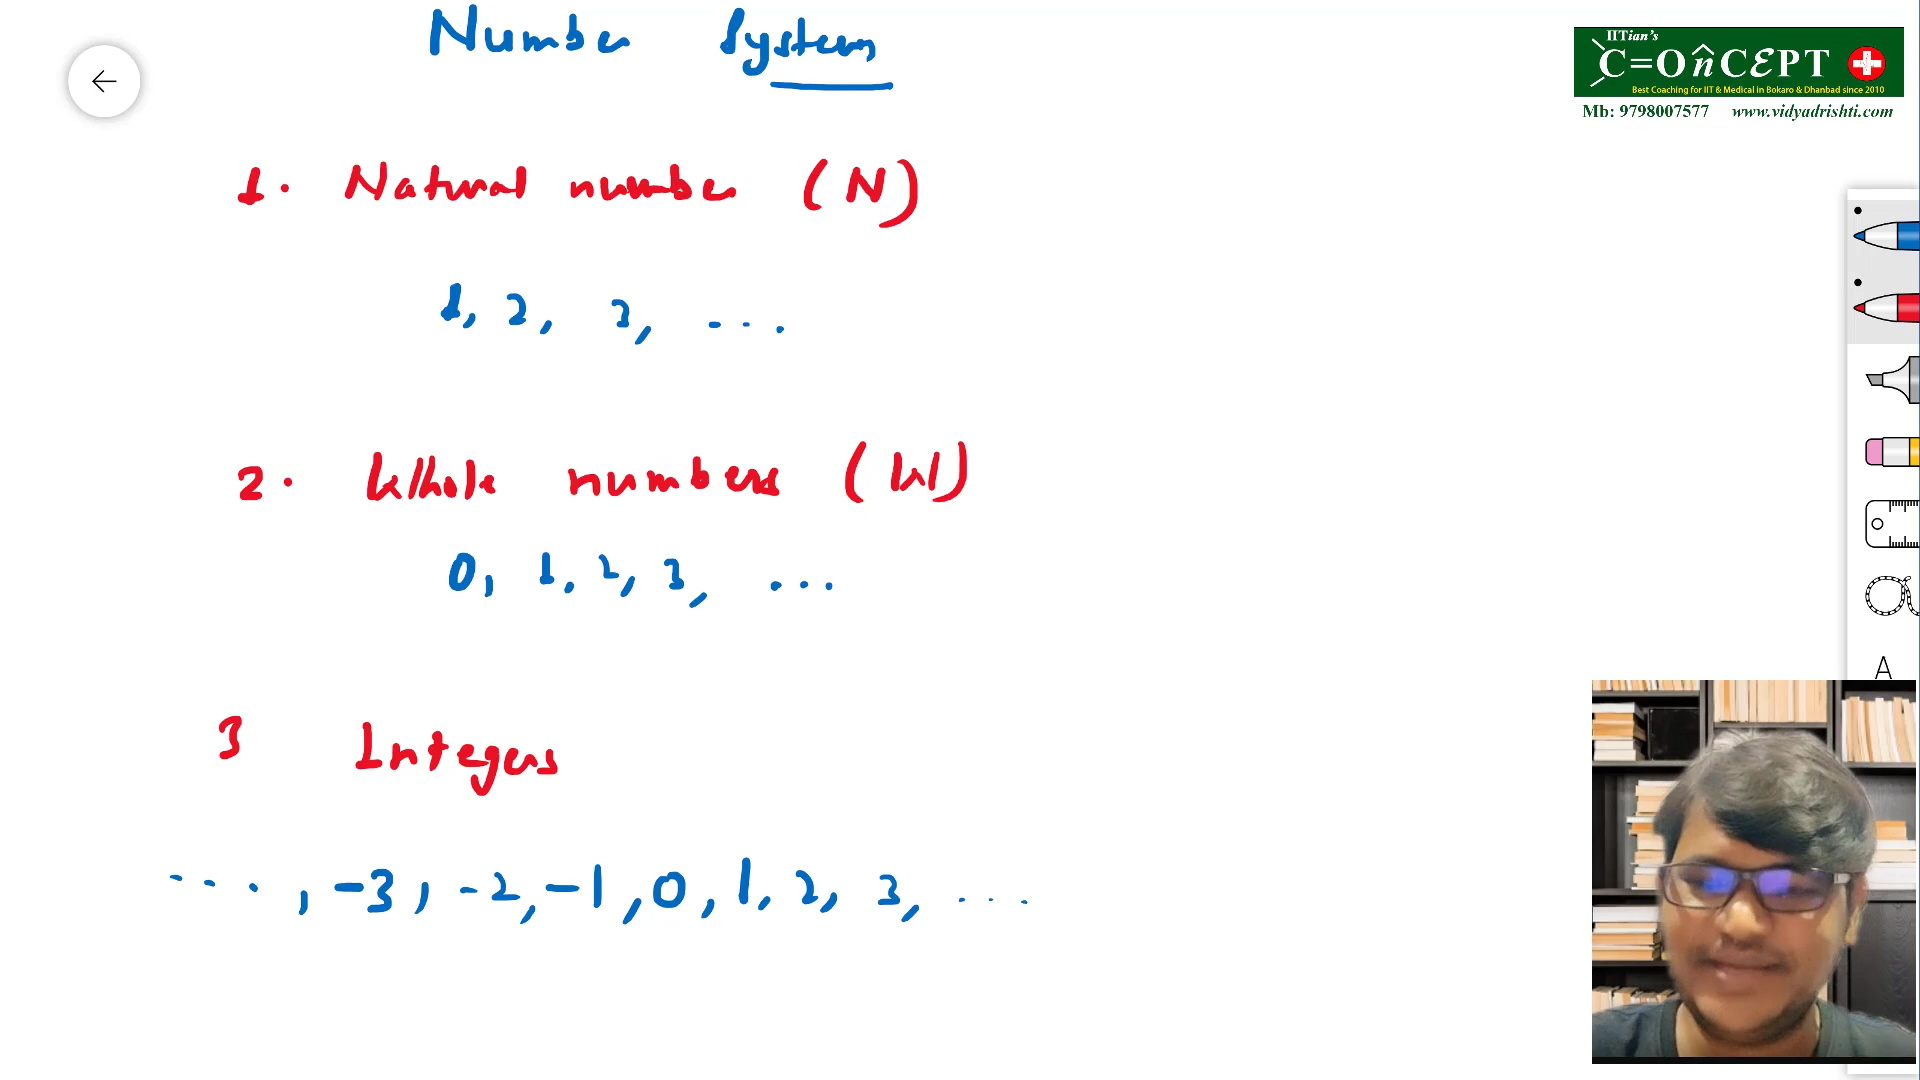 Number System
IITian's
C=OnCEPT
Best Coaching for IIT & Medical in Bokaro & Dhanbad since 2010
Mb: 9798007577 www.vidyadrishti.com
1. Natural number (N)
1, 2, 3, ...
2. Whole numbers (W)
0, 1, 2, 3, ...
3 Integers
..., -3, -2, -1, 0, 1, 2, 3, ...
A